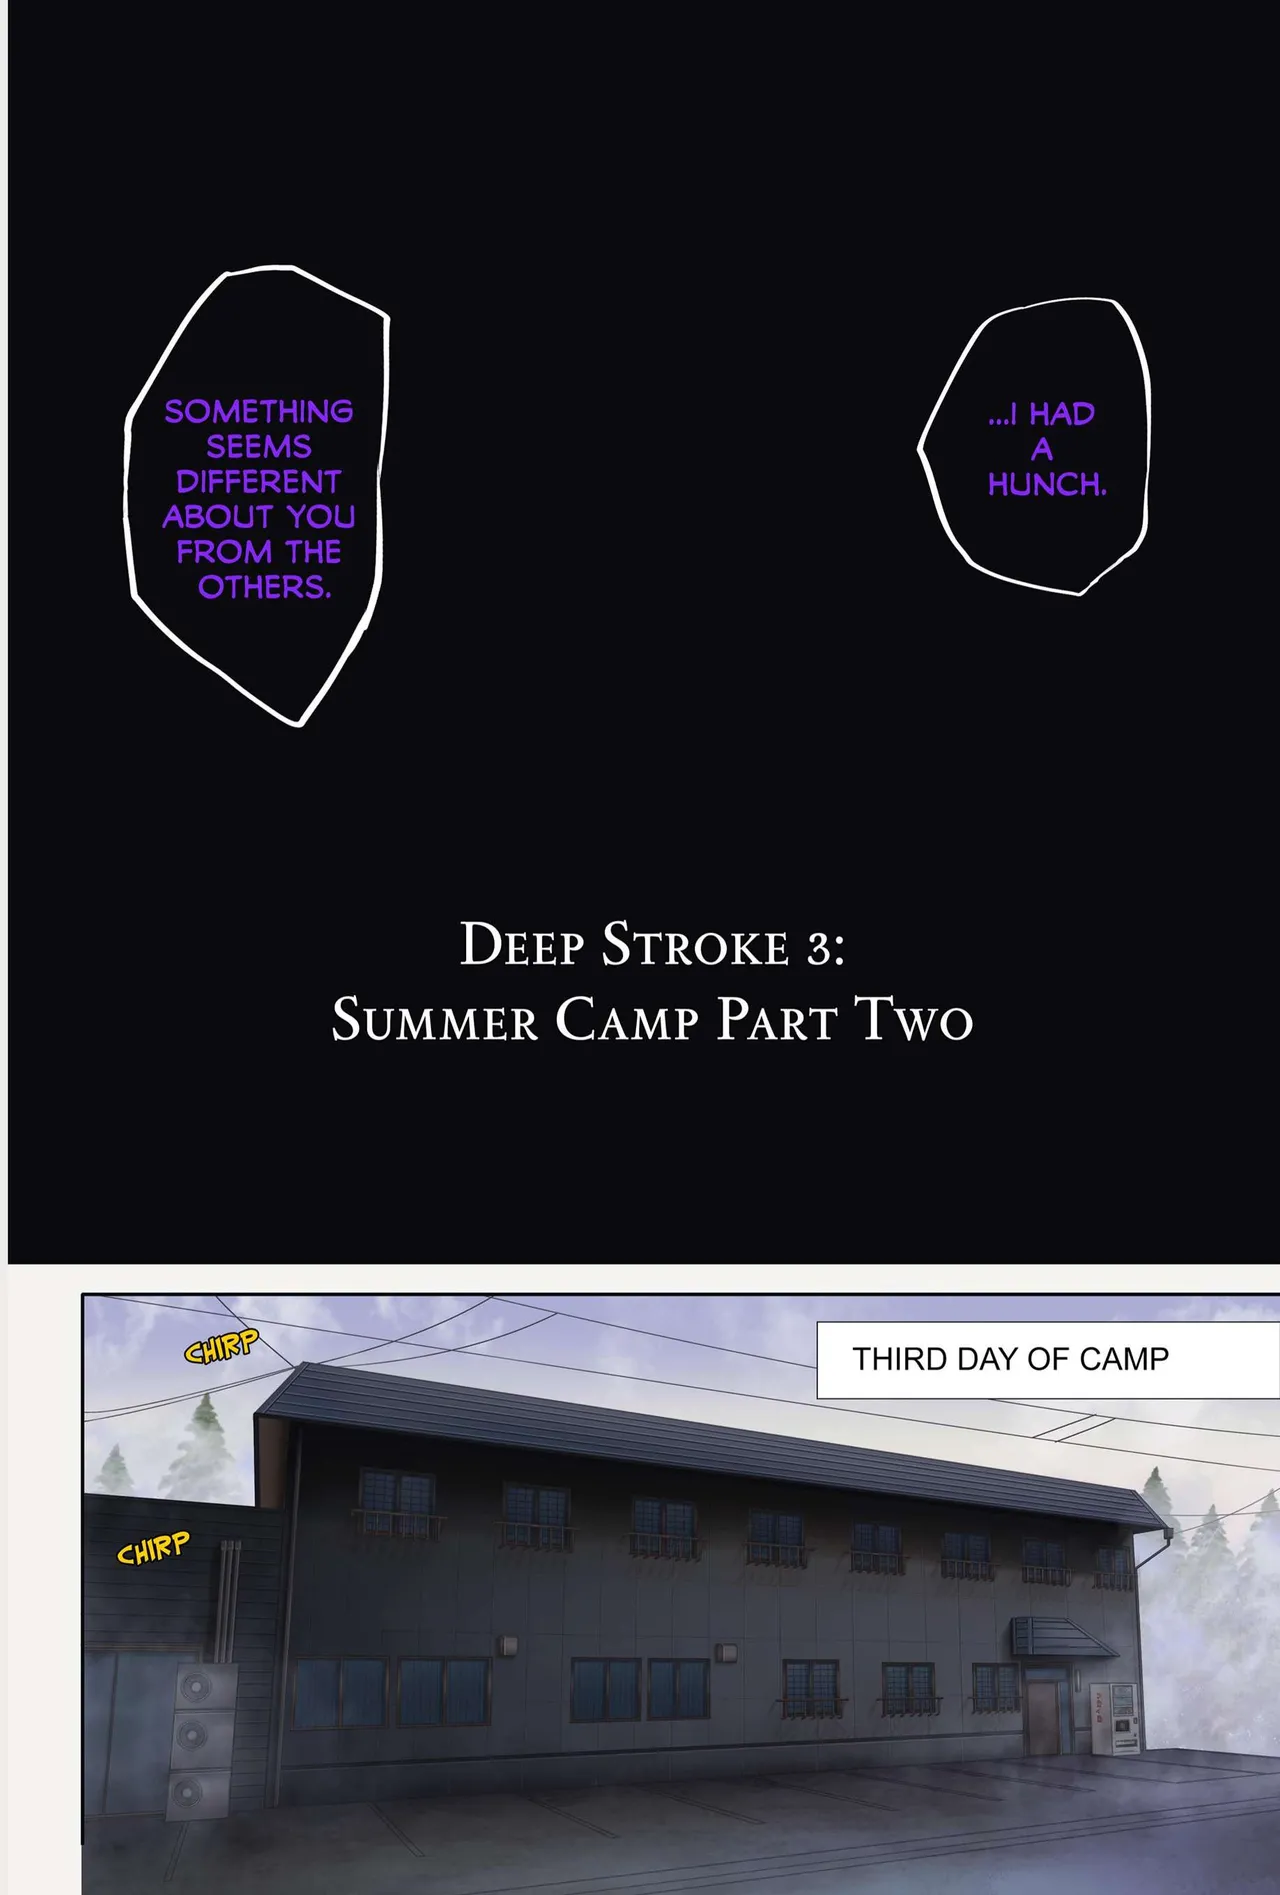 ...I HAD
A
HUNCH.
SOMETHING
SEEMS
DIFFERENT
ABOUT YOU
FROM THE
OTHERS.
DEEP STROKE 3:
SUMMER CAMP PART TWO
THIRD DAY OF CAMP
CHIRP
CHIRP